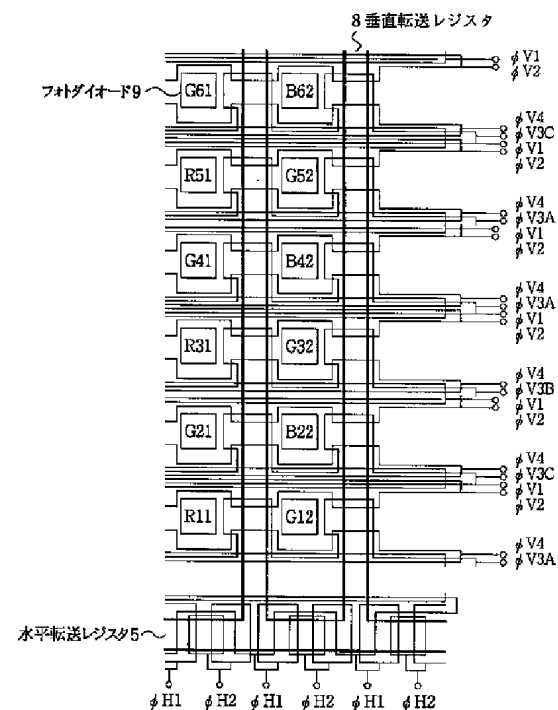 8垂直転送レジスタ
φV1
φV2
フォトダイオード9
G61 B62
φV4
φV3C
φV1
φV2
R51 G52
φV4
φV3A
φV1
φV2
G41 B42
φV4
φV3A
φV1
φV2
R31 G32
φV4
φV3B
φV1
φV2
G21 B22
φV4
φV3C
φV1
φV2
R11 G12
φV4
φV3A
水平転送レジスタ5
φH1 φH2 φH1 φH2 φH1 φH2